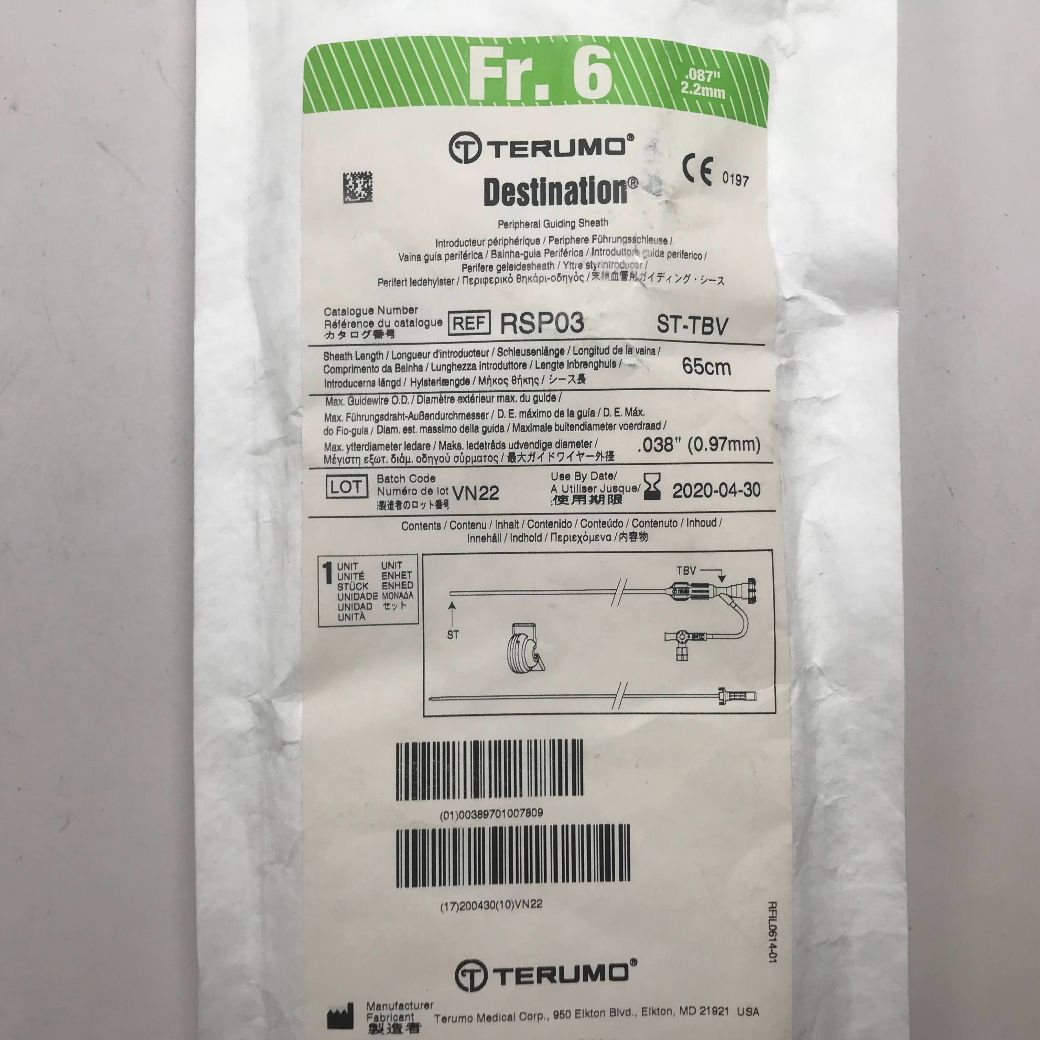 Fr. 6
.087"
2.2mm
TERUMO®
CE 0197
Destination®
Peripheral Guiding Sheath
Introducteur périphérique / Periphere Führungsschleuse /
Vaina guía periférica / Bainha-guia Periférica / Introduttore guida periferico /
Perifere geleidesheath / Yttre styrintroducer /
Perifert ledehylster / Περιφερικό θηκάρι-οδηγός / 末梢血管用ガイディング・シース
Catalogue Number
Référence du catalogue
カタログ番号
REF RSP03 ST-TBV
Sheath Length / Longueur d'introducteur / Schleusenlänge / Longitud de la vaina /
Comprimento da Bainha / Lunghezza introduttore / Lengte inbrenghuls /
Introducerns längd / Hylsterlængde / Μήκος θήκης / シース長
65cm
Max. Guidewire O.D. / Diamètre extérieur max. du guide /
Max. Führungsdraht-Außendurchmesser / D. E. máximo de la guía / D. E. Máx.
do Fio-guia / Diam. est. massimo della guida / Maximale buitendiameter voerdraad /
Max. ytterdiameter ledare / Maks. ledetråds udvendige diameter /
Μέγιστη εξωτ. διάμ. οδηγού σύρματος / 最大ガイドワイヤー外径
.038" (0.97mm)
LOT
Batch Code
Numéro de lot
製造者のロット番号
VN22
Use By Date/
A Utiliser Jusque/
使用期限
2020-04-30
Contents / Contenu / Inhalt / Contenido / Conteúdo / Contenuto / Inhoud /
Innehåll / Indhold / Περιεχόμενα / 内容物
1 UNIT UNIT
UNITÉ ENHET
STÜCK ENHED
UNIDADE ΜΟΝΑΔΑ
UNIDAD セット
UNITÀ
TBV
ST
(01)00389701007809
(17)200430(10)VN22
RFIL0614-01
TERUMO®
Manufacturer
Fabricant
製造者
Terumo Medical Corp., 950 Elkton Blvd., Elkton, MD 21921 USA